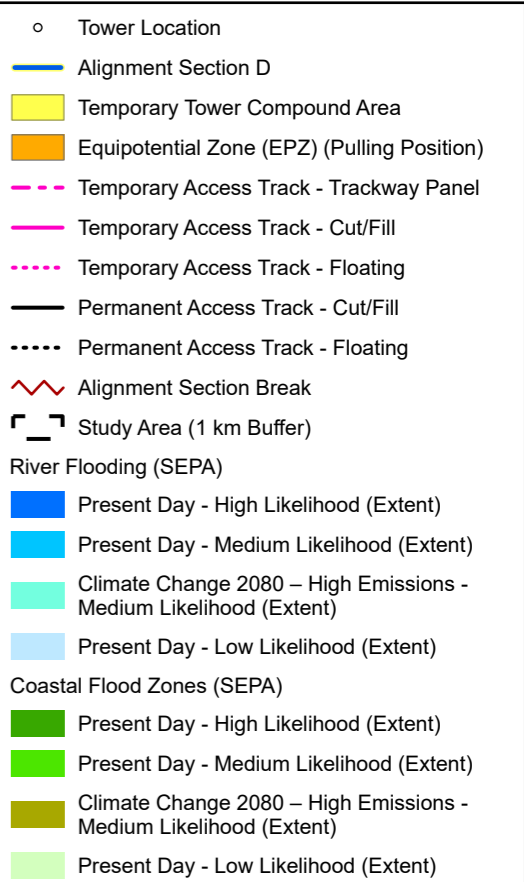 Tower Location
Alignment Section D
Temporary Tower Compound Area
Equipotential Zone (EPZ) (Pulling Position)
Temporary Access Track - Trackway Panel
Temporary Access Track - Cut/Fill
Temporary Access Track - Floating
Permanent Access Track - Cut/Fill
Permanent Access Track - Floating
Alignment Section Break
Study Area (1 km Buffer)
River Flooding (SEPA)
Present Day - High Likelihood (Extent)
Present Day - Medium Likelihood (Extent)
Climate Change 2080 – High Emissions -
Medium Likelihood (Extent)
Present Day - Low Likelihood (Extent)
Coastal Flood Zones (SEPA)
Present Day - High Likelihood (Extent)
Present Day - Medium Likelihood (Extent)
Climate Change 2080 – High Emissions -
Medium Likelihood (Extent)
Present Day - Low Likelihood (Extent)